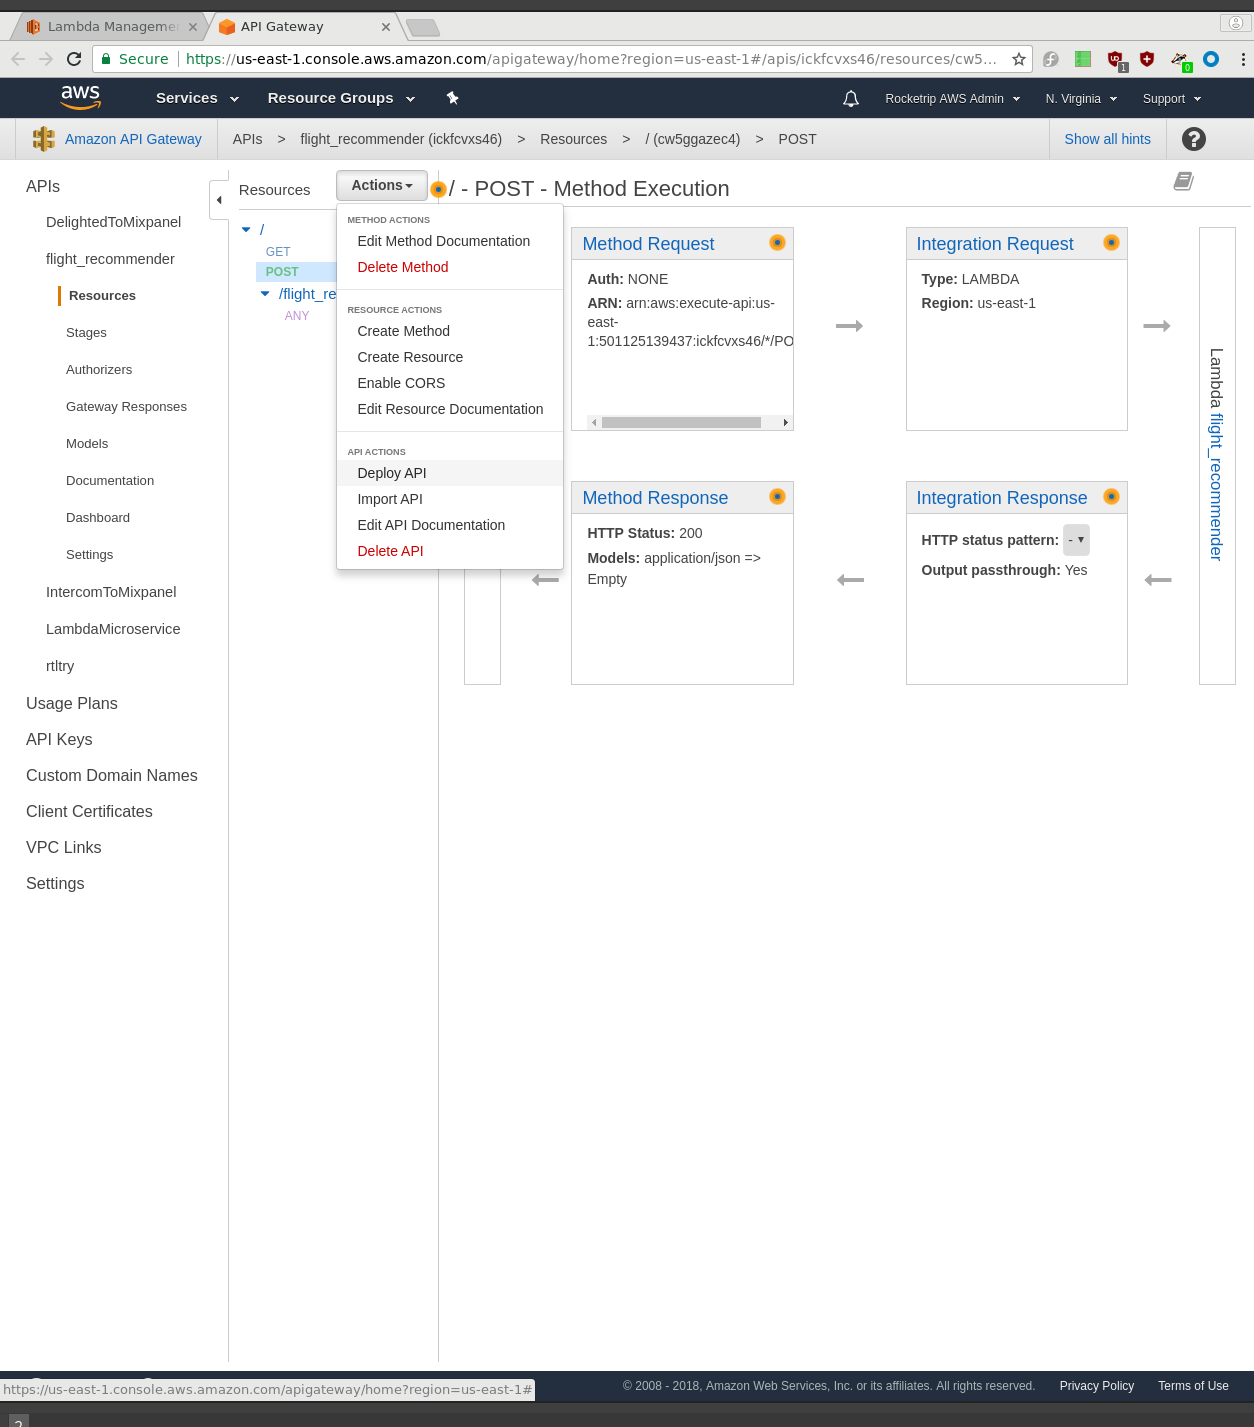 Lambda Manageme
API Gateway
Secure
https://us-east-1.console.aws.amazon.com/apigateway/home?region=us-east-1#/apis/ickfcvxs46/resources/cw5...
1
0
aws
Services
Resource Groups
Rocketrip AWS Admin
N. Virginia
Support
Amazon API Gateway
APIs > flight_recommender (ickfcvxs46) > Resources > / (cw5ggazec4) > POST
Show all hints
?
APIs
DelightedToMixpanel
flight_recommender
Resources
Stages
Authorizers
Gateway Responses
Models
Documentation
Dashboard
Settings
IntercomToMixpanel
LambdaMicroservice
rtltry
Usage Plans
API Keys
Custom Domain Names
Client Certificates
VPC Links
Settings
Resources
Actions
/
GET
POST
/flight_re
ANY
METHOD ACTIONS
Edit Method Documentation
Delete Method
RESOURCE ACTIONS
Create Method
Create Resource
Enable CORS
Edit Resource Documentation
API ACTIONS
Deploy API
Import API
Edit API Documentation
Delete API
/ - POST - Method Execution
Method Request
Auth: NONE
ARN: arn:aws:execute-api:us-
east-
1:501125139437:ickfcvxs46/*/PO
Integration Request
Type: LAMBDA
Region: us-east-1
Lambda flight_recommender
Method Response
HTTP Status: 200
Models: application/json =>
Empty
Integration Response
HTTP status pattern: -
Output passthrough: Yes
https://us-east-1.console.aws.amazon.com/apigateway/home?region=us-east-1#
© 2008 - 2018, Amazon Web Services, Inc. or its affiliates. All rights reserved.
Privacy Policy
Terms of Use
2